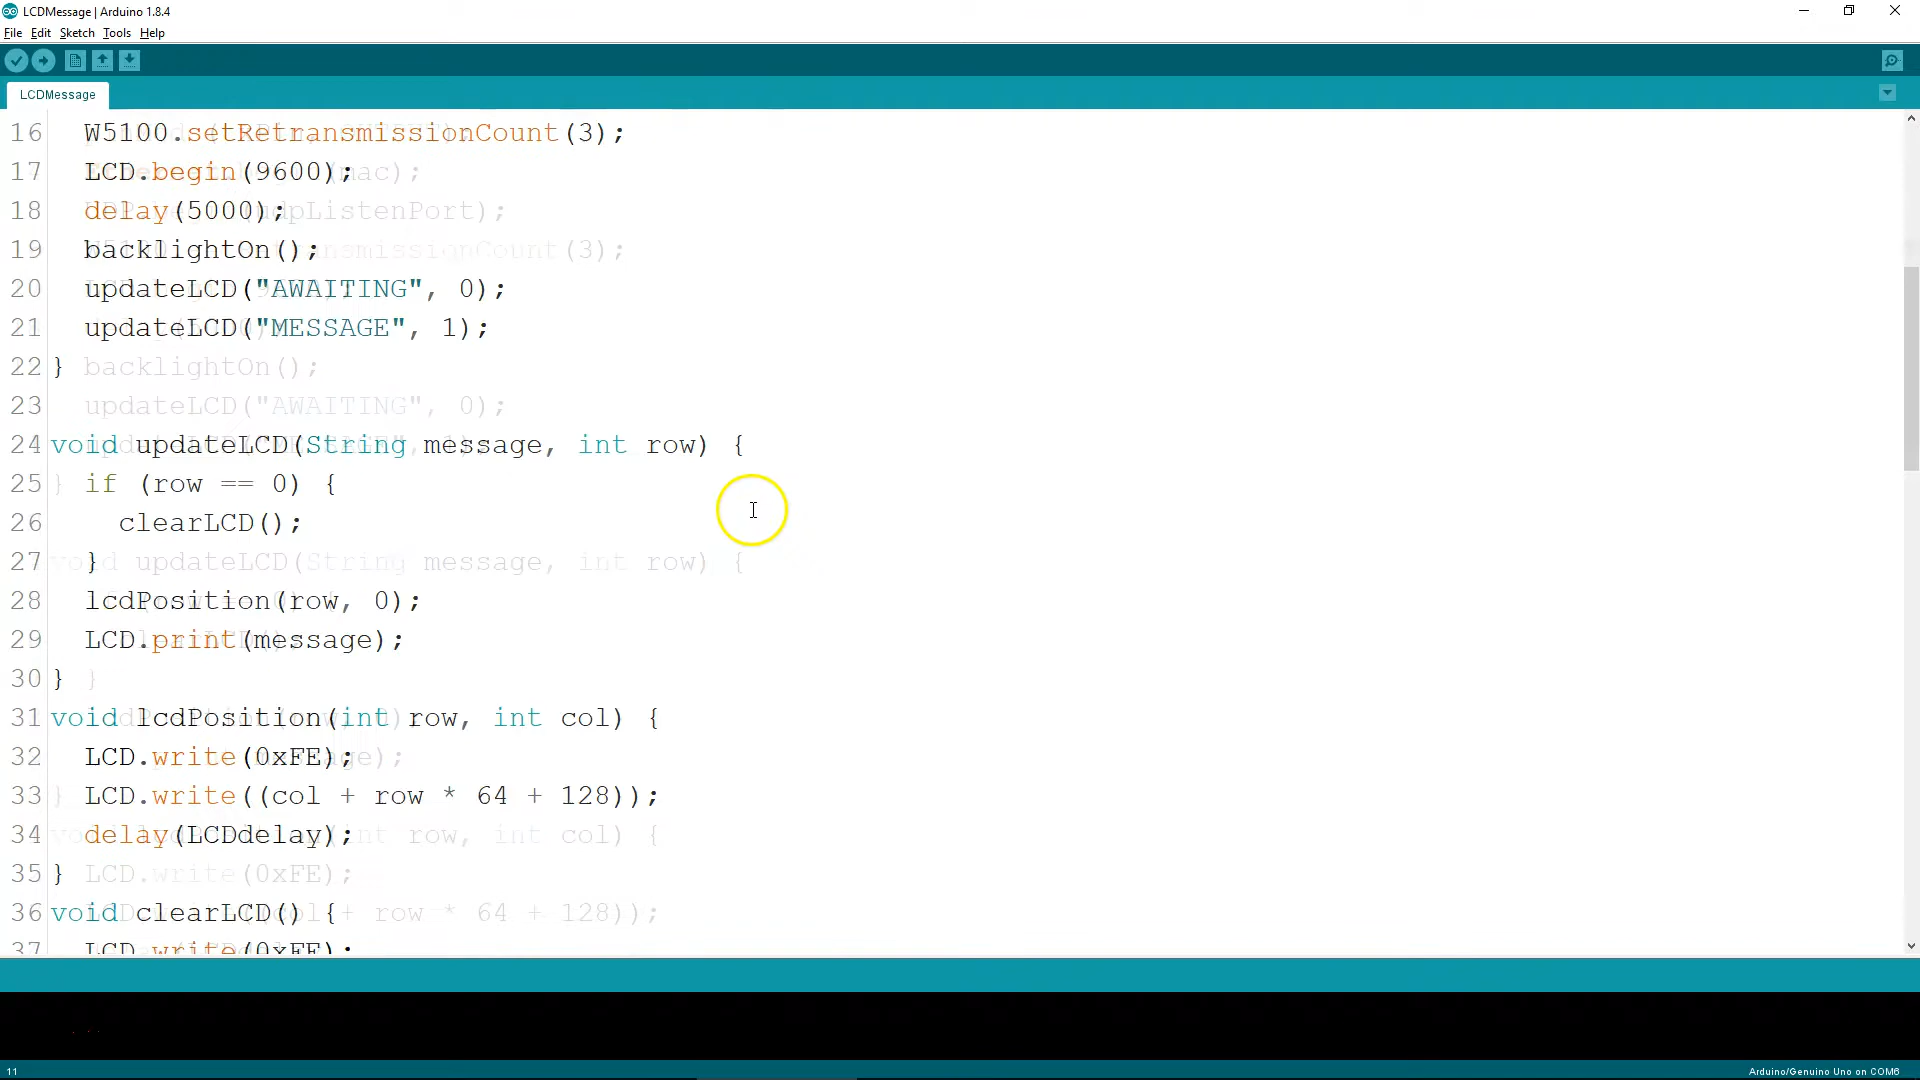 LCDMessage | Arduino 1.8.4
File Edit Sketch Tools Help
LCDMessage
16 W5100.setRetransmissionCount(3);
17 LCD.begin(9600);
18 delay(5000);
19 backlightOn();
20 updateLCD("AWAITING", 0);
21 updateLCD("MESSAGE", 1);
22 }
23
24 void updateLCD(String message, int row) {
25 if (row == 0) {
26 clearLCD();
27 }
28 lcdPosition(row, 0);
29 LCD.print(message);
30 }
31 void lcdPosition(int row, int col) {
32 LCD.write(0xFE);
33 LCD.write((col + row * 64 + 128));
34 delay(LCDdelay);
35 }
36 void clearLCD() {
37 LCD.write(0xFE);
11 Arduino/Genuino Uno on COM6